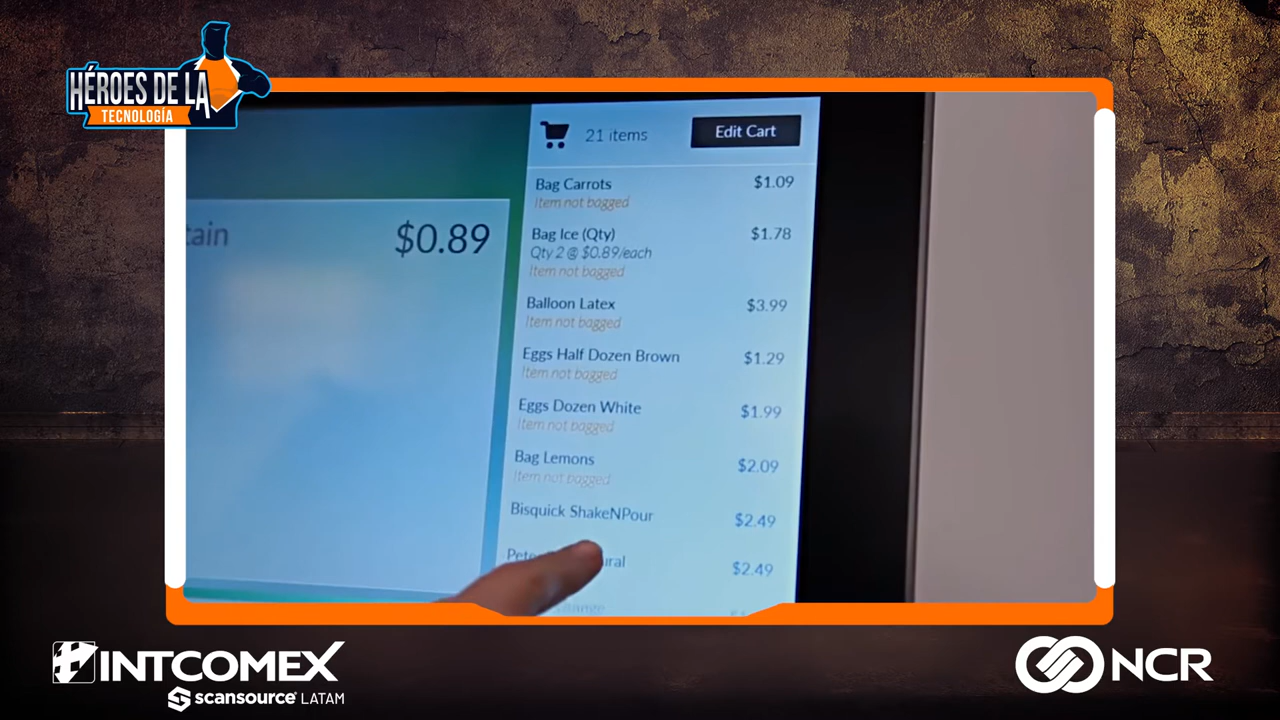 HÉROES DE LA
TECNOLOGÍA
21 items
Edit Cart
$0.89
Bag Carrots $1.09
Item not bagged
Bag Ice (Qty) $1.78
Qty 2 @ $0.89/each
Item not bagged
Balloon Latex $3.99
Item not bagged
Eggs Half Dozen Brown $1.29
Item not bagged
Eggs Dozen White $1.99
Item not bagged
Bag Lemons $2.09
Item not bagged
Bisquick ShakeNPour $2.49
$2.49
INTCOMEX
scansource LATAM
NCR